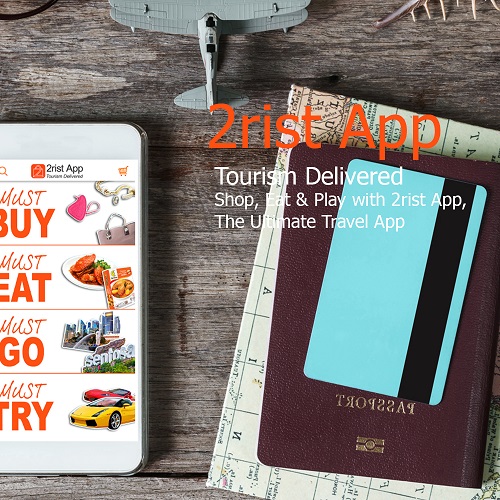 2rist App
Tourism Delivered
Shop, Eat & Play with 2rist App,
The Ultimate Travel App
2rist App
Tourism Delivered
MUST
BUY
MUST
EAT
MUST
GO
sentosa
MUST
TRY
PASSPORT